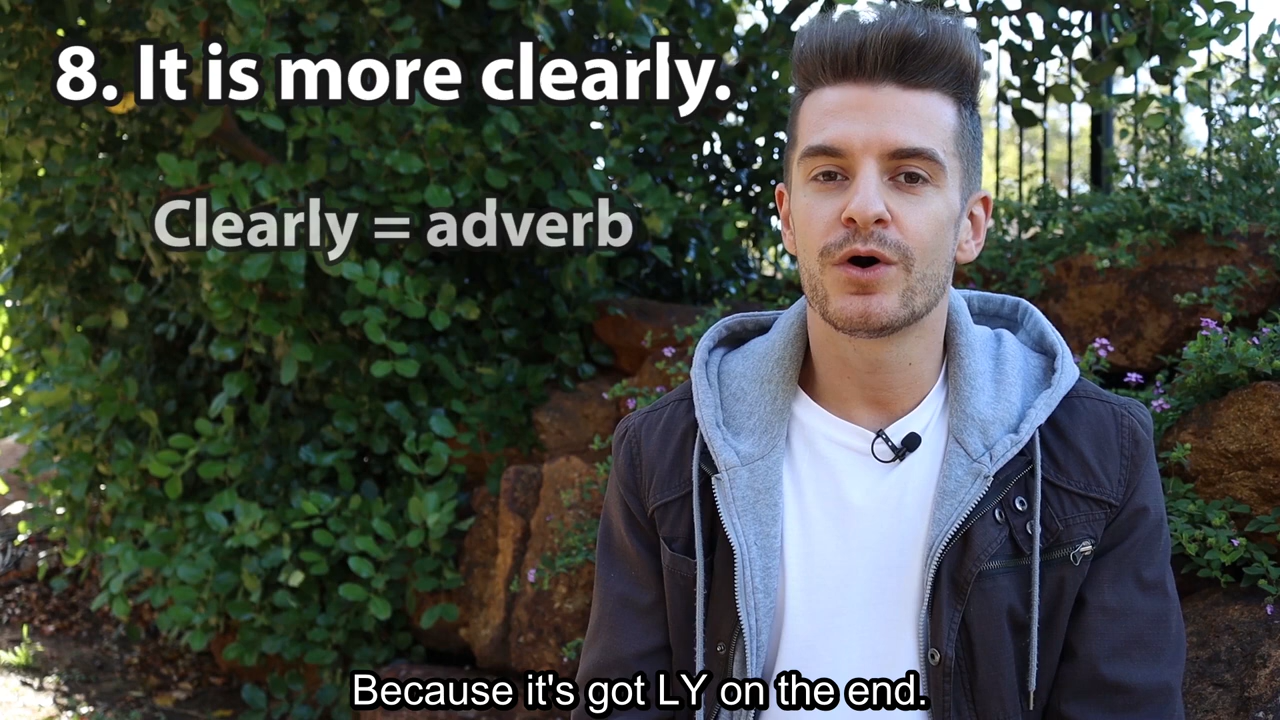 8. It is more clearly.
Clearly = adverb
Because it's got LY on the end.